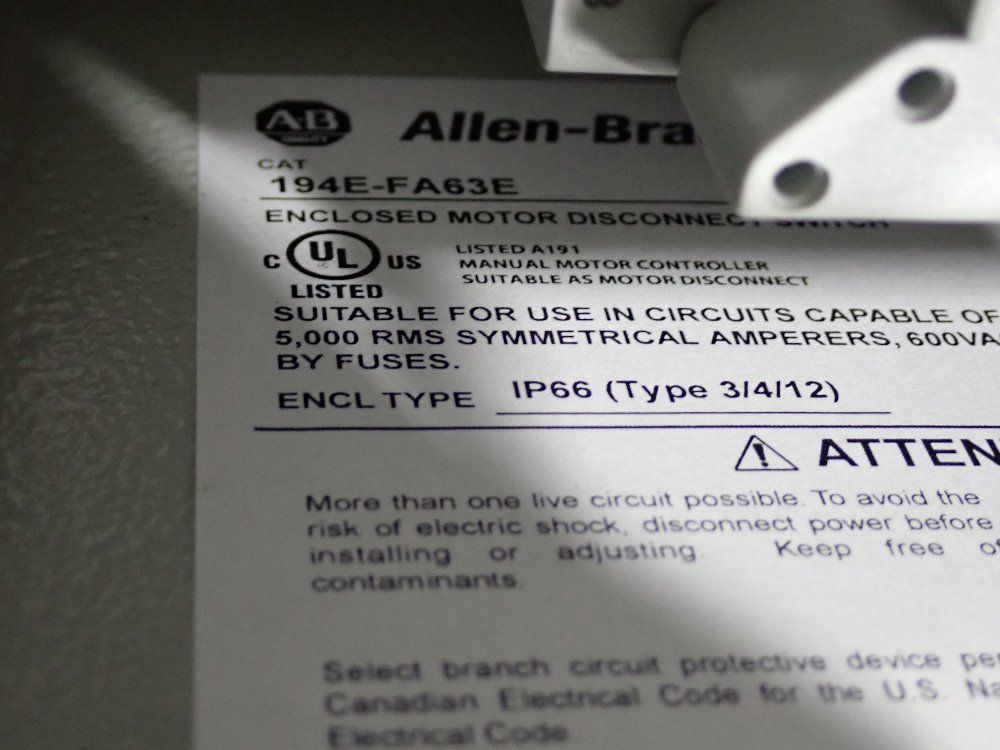 A-B
Allen-Bra
CAT
194E-FA63E
ENCLOSED MOTOR DISCONNECT SWITCH
C UL US
LISTED
LISTED A191
MANUAL MOTOR CONTROLLER
SUITABLE AS MOTOR DISCONNECT
SUITABLE FOR USE IN CIRCUITS CAPABLE OF
5,000 RMS SYMMETRICAL AMPERERS, 600VA
BY FUSES.
ENCL TYPE IP66 (Type 3/4/12)
ATTEN
More than one live circuit possible. To avoid the
risk of electric shock, disconnect power before
installing or adjusting. Keep free of
contaminants.
Select branch circuit protective device per
Canadian Electrical Code for the U.S. Na
Electrical Code